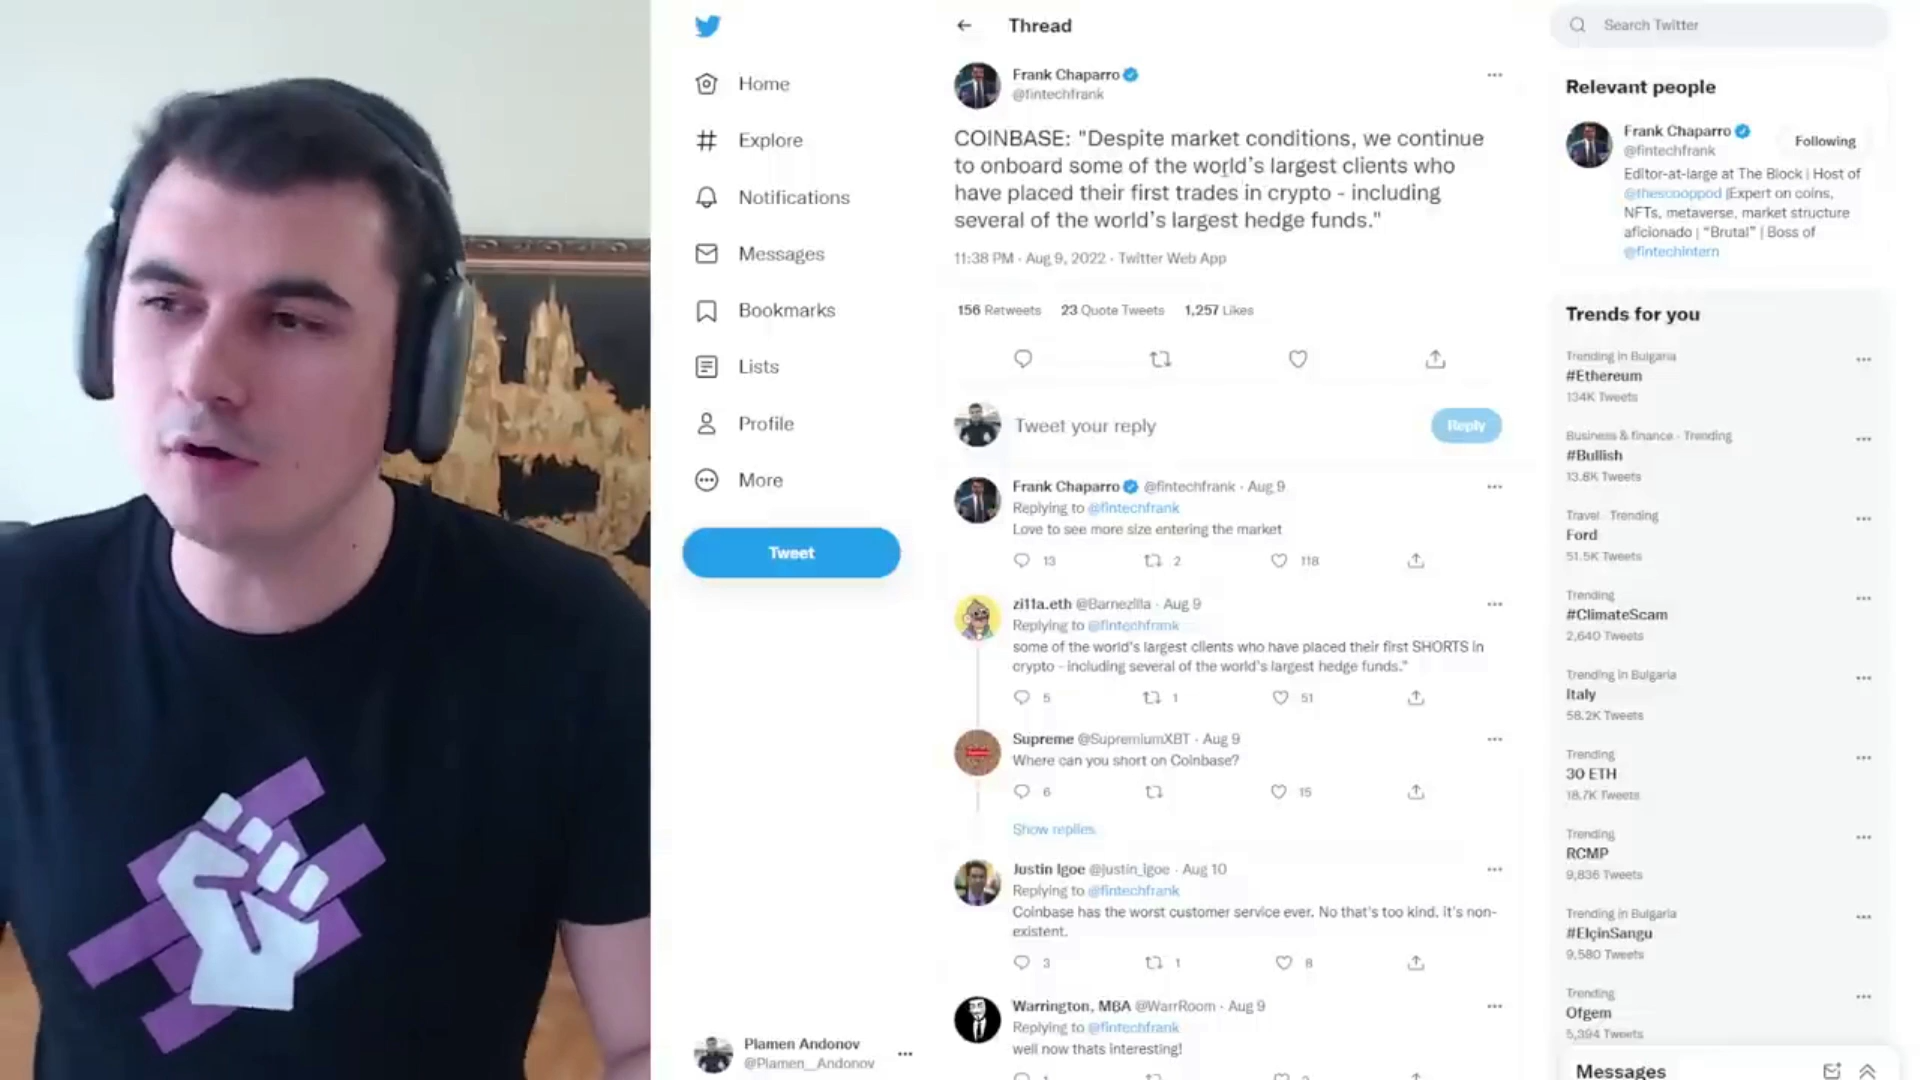 Home
Explore
Notifications
Messages
Bookmarks
Lists
Profile
More
Tweet
Plamen Andonov
@Plamen__Andonov
Thread
Frank Chaparro
@fintechfrank
COINBASE: "Despite market conditions, we continue
to onboard some of the world's largest clients who
have placed their first trades in crypto - including
several of the world's largest hedge funds."
11:38 PM · Aug 9, 2022 · Twitter Web App
156 Retweets 23 Quote Tweets 1,257 Likes
Tweet your reply
Reply
Frank Chaparro @fintechfrank · Aug 9
Replying to @fintechfrank
Love to see more size entering the market
13 2 118
zi11a.eth @Barnezilla · Aug 9
Replying to @fintechfrank
some of the world's largest clients who have placed their first SHORTS in
crypto - including several of the world's largest hedge funds."
5 1 51
Supreme @SupremiumXBT · Aug 9
Where can you short on Coinbase?
6 15
Show replies
Justin Igoe @justin_igoe · Aug 10
Replying to @fintechfrank
Coinbase has the worst customer service ever. No that's too kind. it's non-
existent.
3 1 8
Warrington, MBA @WarrRoom · Aug 9
Replying to @fintechfrank
well now thats interesting!
Search Twitter
Relevant people
Frank Chaparro
@fintechfrank
Following
Editor-at-large at The Block | Host of
@thescooppod |Expert on coins,
NFTs, metaverse, market structure
aficionado | "Brutal" | Boss of
@fintechintern
Trends for you
Trending in Bulgaria
#Ethereum
134K Tweets
Business & finance · Trending
#Bullish
13.6K Tweets
Travel · Trending
Ford
51.5K Tweets
Trending
#ClimateScam
2,640 Tweets
Trending in Bulgaria
Italy
58.2K Tweets
Trending
30 ETH
18.7K Tweets
Trending
RCMP
9,836 Tweets
Trending in Bulgaria
#ElçinSangu
9,580 Tweets
Trending
Ofgem
5,394 Tweets
Messages